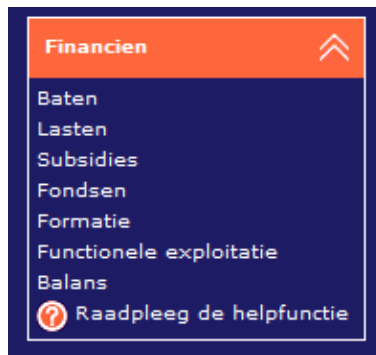 Financien
Baten
Lasten
Subsidies
Fondsen
Formatie
Functionele exploitatie
Balans
? Raadpleeg de helpfunctie